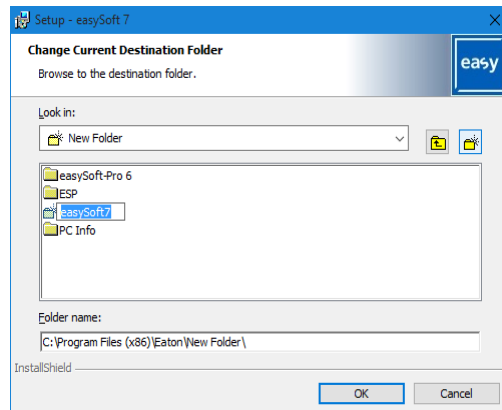 Setup - easySoft 7
Change Current Destination Folder
Browse to the destination folder.
easy
Look in:
New Folder
easySoft-Pro 6
ESP
easySoft7
PC Info
Folder name:
C:\Program Files (x86)\Eaton\New Folder\
InstallShield
OK
Cancel